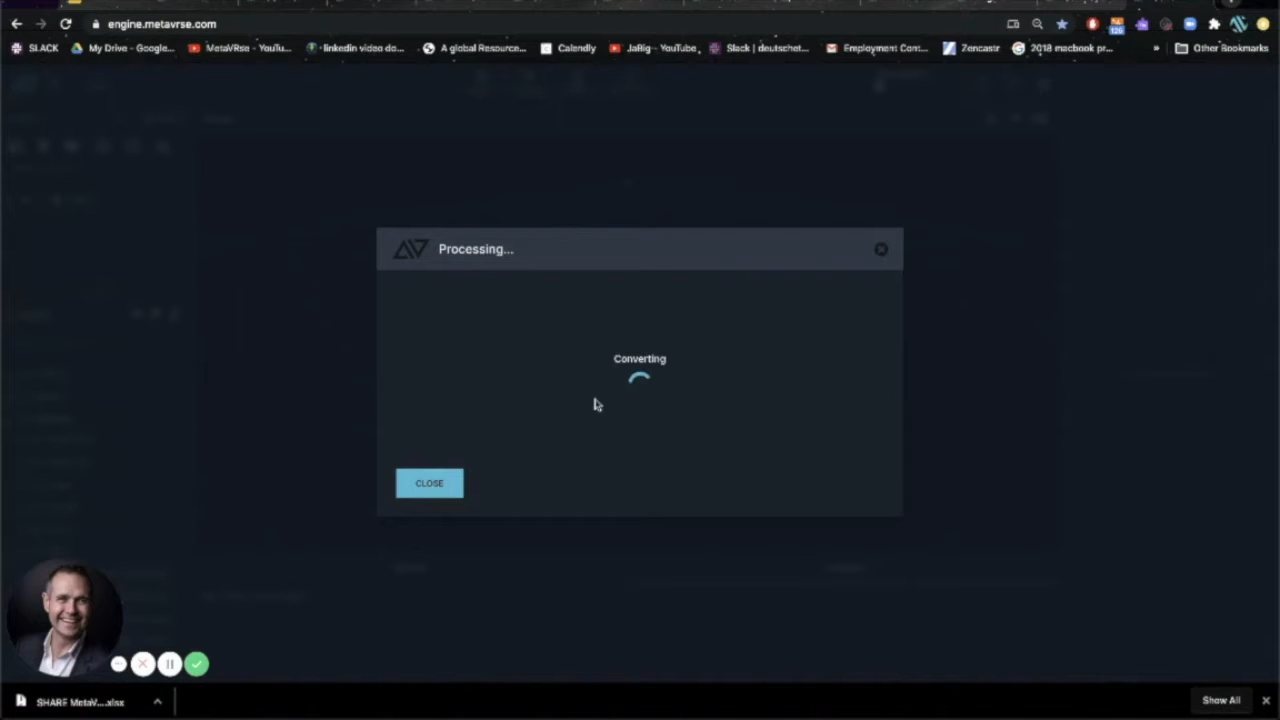 engine.metavrse.com
SLACK My Drive - Google... MetaVRse - YouTu... linkedin video do... A global Resource... Calendly JaBig - YouTube Slack | deutschet... Employment Cont... Zencastr 2018 macbook pr... » Other Bookmarks
Processing...
Converting
CLOSE
SHARE MetaV....xlsx
Show All